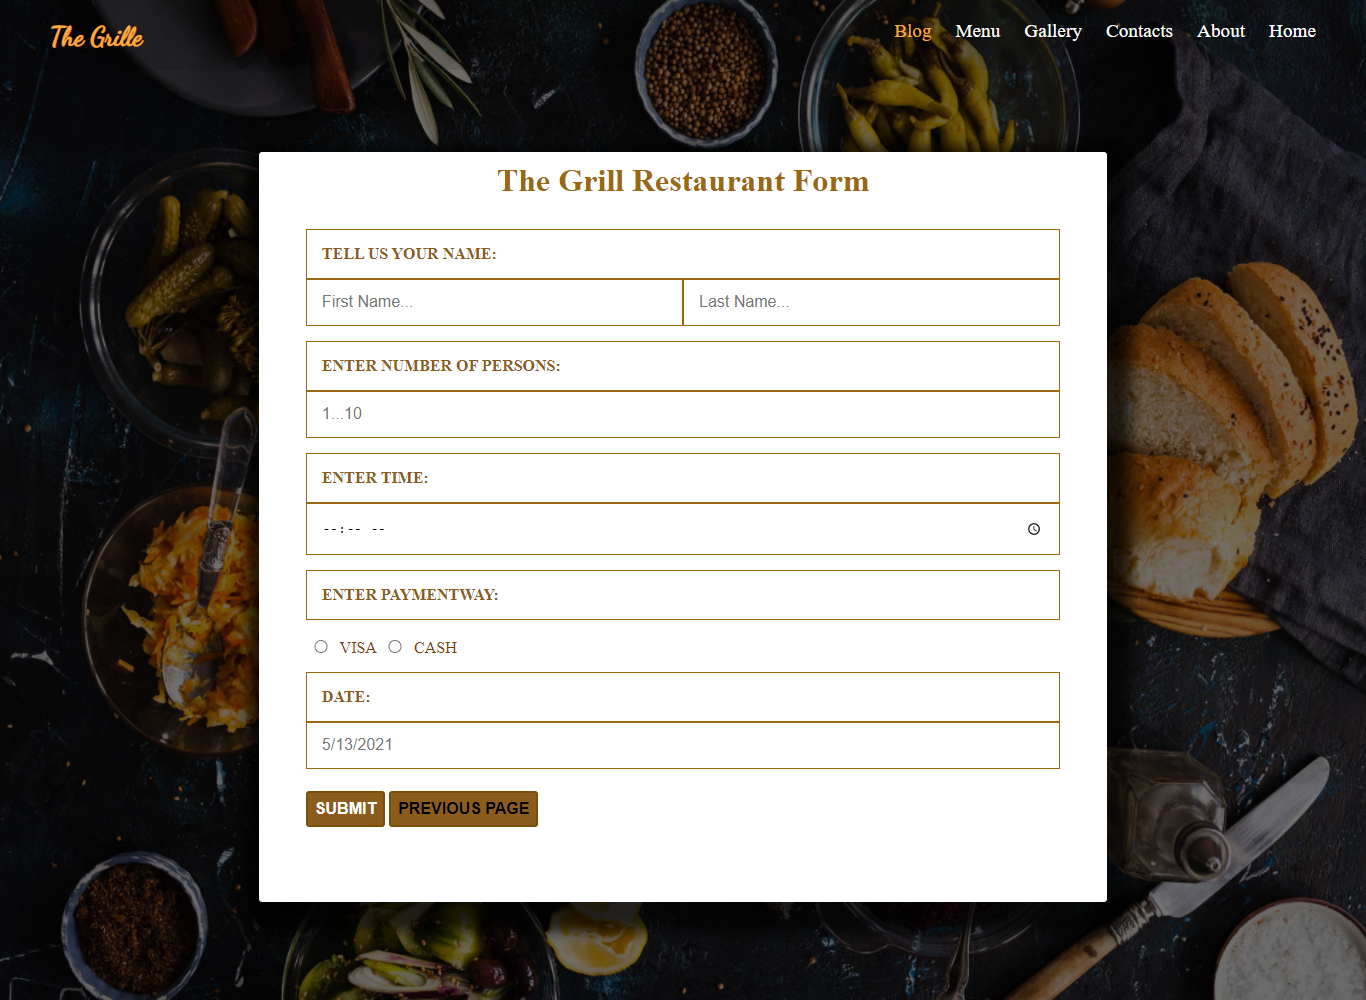 The Grille
Blog Menu Gallery Contacts About Home
The Grill Restaurant Form
TELL US YOUR NAME:
First Name... Last Name...
ENTER NUMBER OF PERSONS:
1...10
ENTER TIME:
--:-- --
ENTER PAYMENTWAY:
VISA CASH
DATE:
5/13/2021
SUBMIT PREVIOUS PAGE